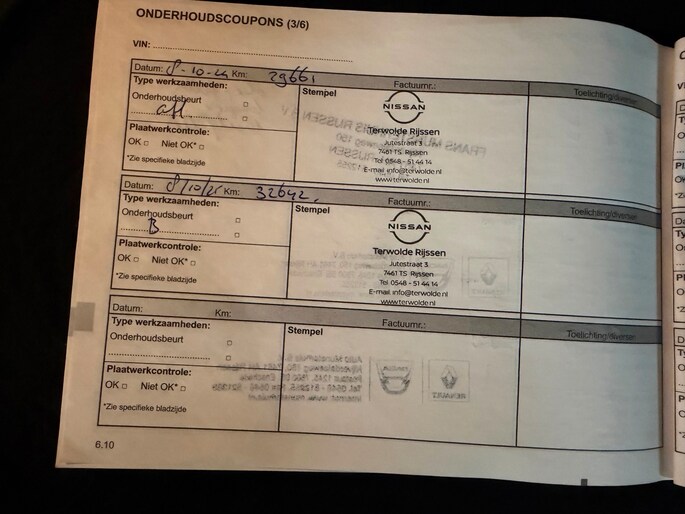 ONDERHOUDSCOUPONS (3/6)
VIN:
Datum: 8-10-24 Km: 29661 Factuurnr.: Toelichting/diversen
Type werkzaamheden:
Onderhoudsbeurt
Stempel
NISSAN
Terwolde Rijssen
Jutestraat 3
7461 TS Rijssen
Tel 0548 - 51 44 14
E-mail info@terwolde.nl
www.terwolde.nl
Plaatwerkcontrole:
OK Niet OK*
*Zie specifieke bladzijde
Datum: 8/10/25 Km: 32642 Factuurnr.: Toelichting/diversen
Type werkzaamheden:
Onderhoudsbeurt
B
Stempel
NISSAN
Terwolde Rijssen
Jutestraat 3
7461 TS Rijssen
Tel 0548 - 51 44 14
E-mail info@terwolde.nl
www.terwolde.nl
Plaatwerkcontrole:
OK Niet OK*
*Zie specifieke bladzijde
Datum: Km: Factuurnr.: Toelichting/diversen
Type werkzaamheden:
Onderhoudsbeurt
Stempel
Plaatwerkcontrole:
OK Niet OK*
*Zie specifieke bladzijde
6.10